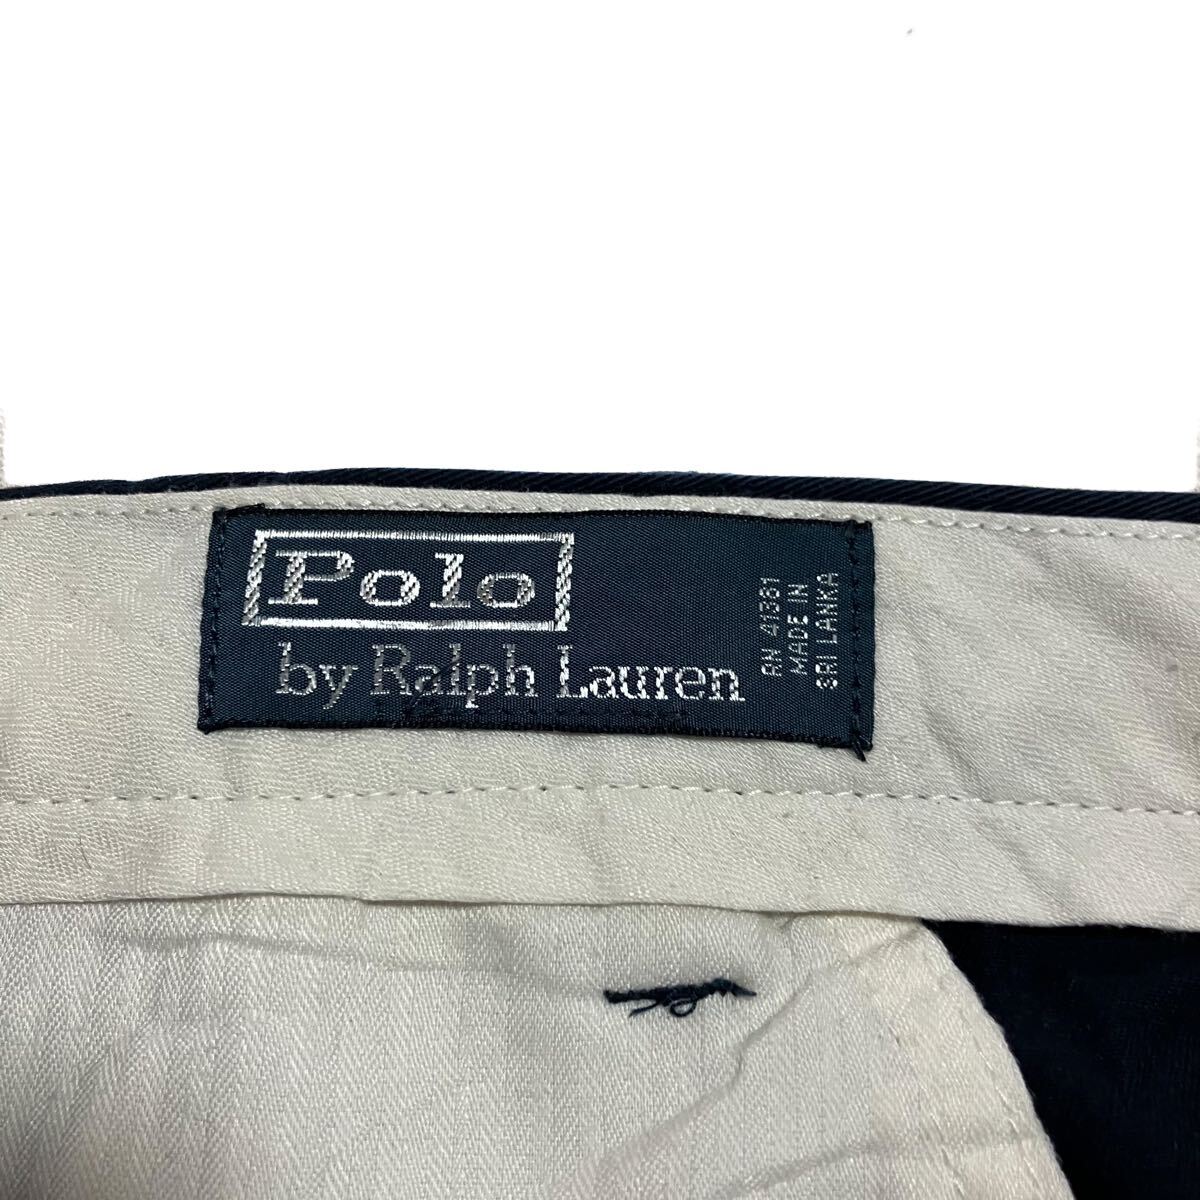 Polo
by Ralph Lauren
RN 41381
MADE IN
SRI LANKA